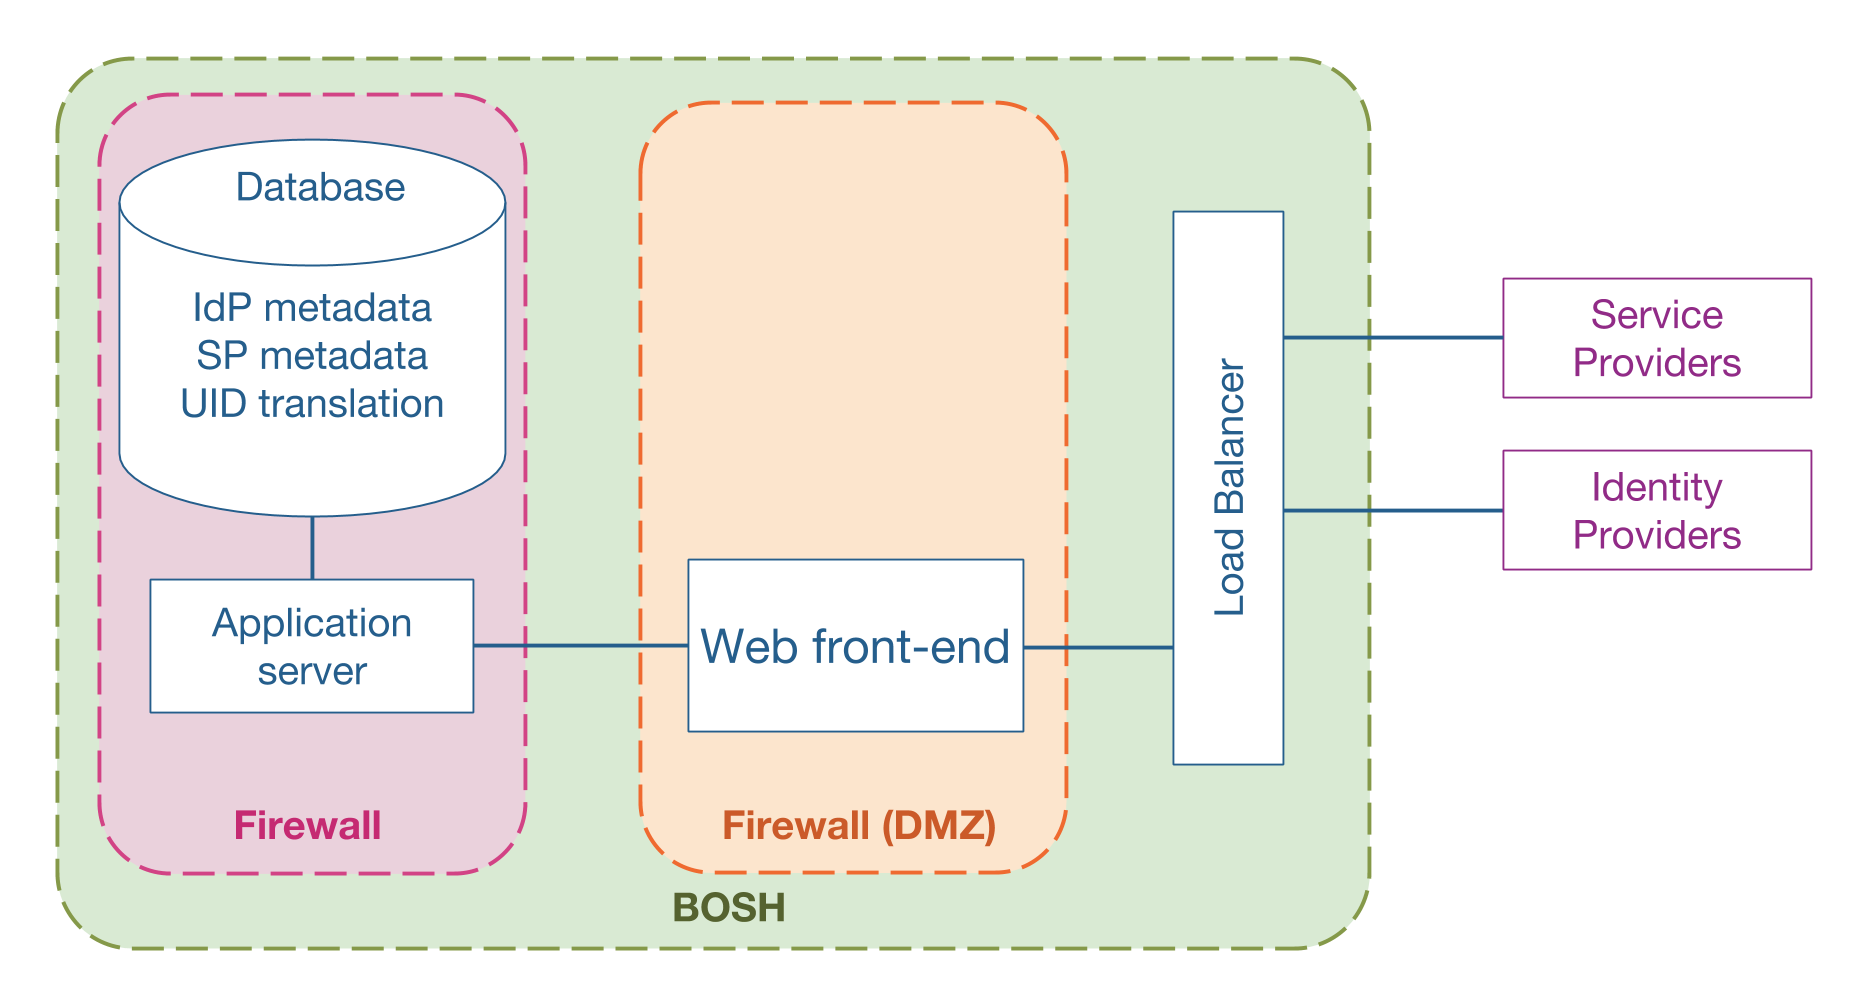 Database
IdP metadata
SP metadata
UID translation
Application
server
Firewall
Web front-end
Firewall (DMZ)
Load Balancer
BOSH
Service
Providers
Identity
Providers